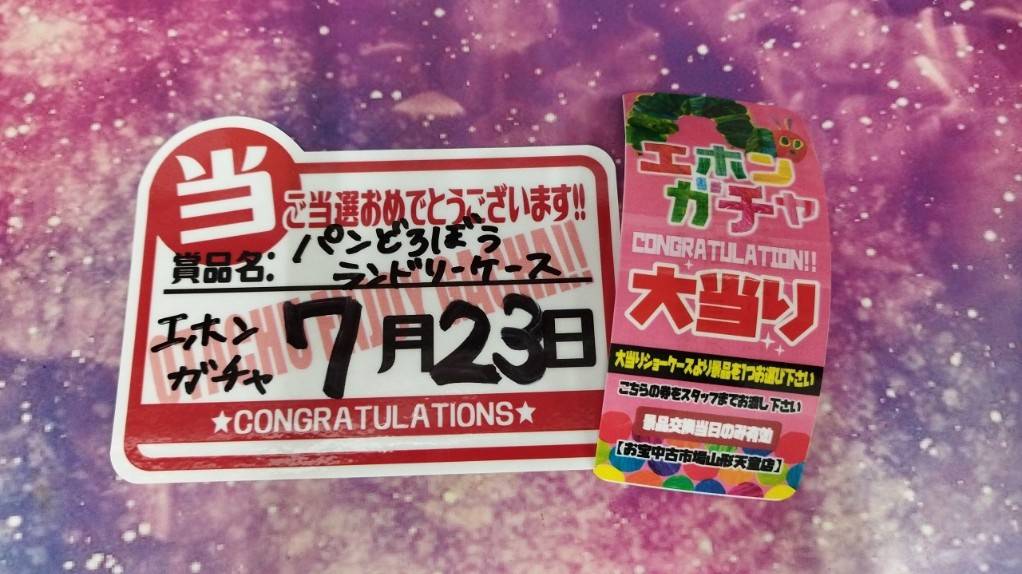 当
ご当選おめでとうございます!!
賞品名:
パンどろぼう
ランドリーケース
エホン
ガチャ
7月23日
★CONGRATULATIONS★
エホン
ガチャ
CONGRATULATION!!
大当り
大当りショーケースより景品を1つお選び下さい
こちらの券をスタッフまでお渡し下さい
景品交換当日のみ有効
【お宝中古市場山形天童店】